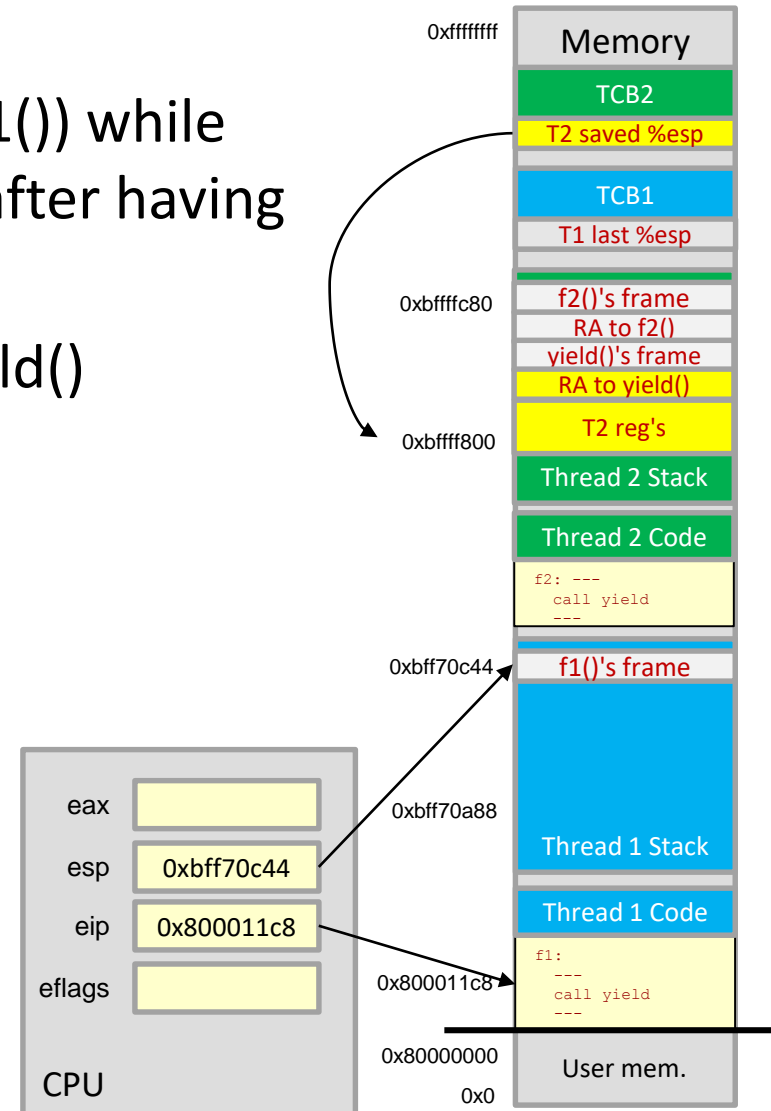 1()) while
after having
ld()
0xffffffff
Memory
TCB2
T2 saved %esp
TCB1
T1 last %esp
0xbffffc80
f2()'s frame
RA to f2()
yield()'s frame
RA to yield()
T2 reg's
0xbffff800
Thread 2 Stack
Thread 2 Code
f2: ---
call yield
---
0xbff70c44
f1()'s frame
0xbff70a88
Thread 1 Stack
Thread 1 Code
f1:
---
call yield
---
0x800011c8
0x80000000
User mem.
0x0
eax
esp
0xbff70c44
eip
0x800011c8
eflags
CPU